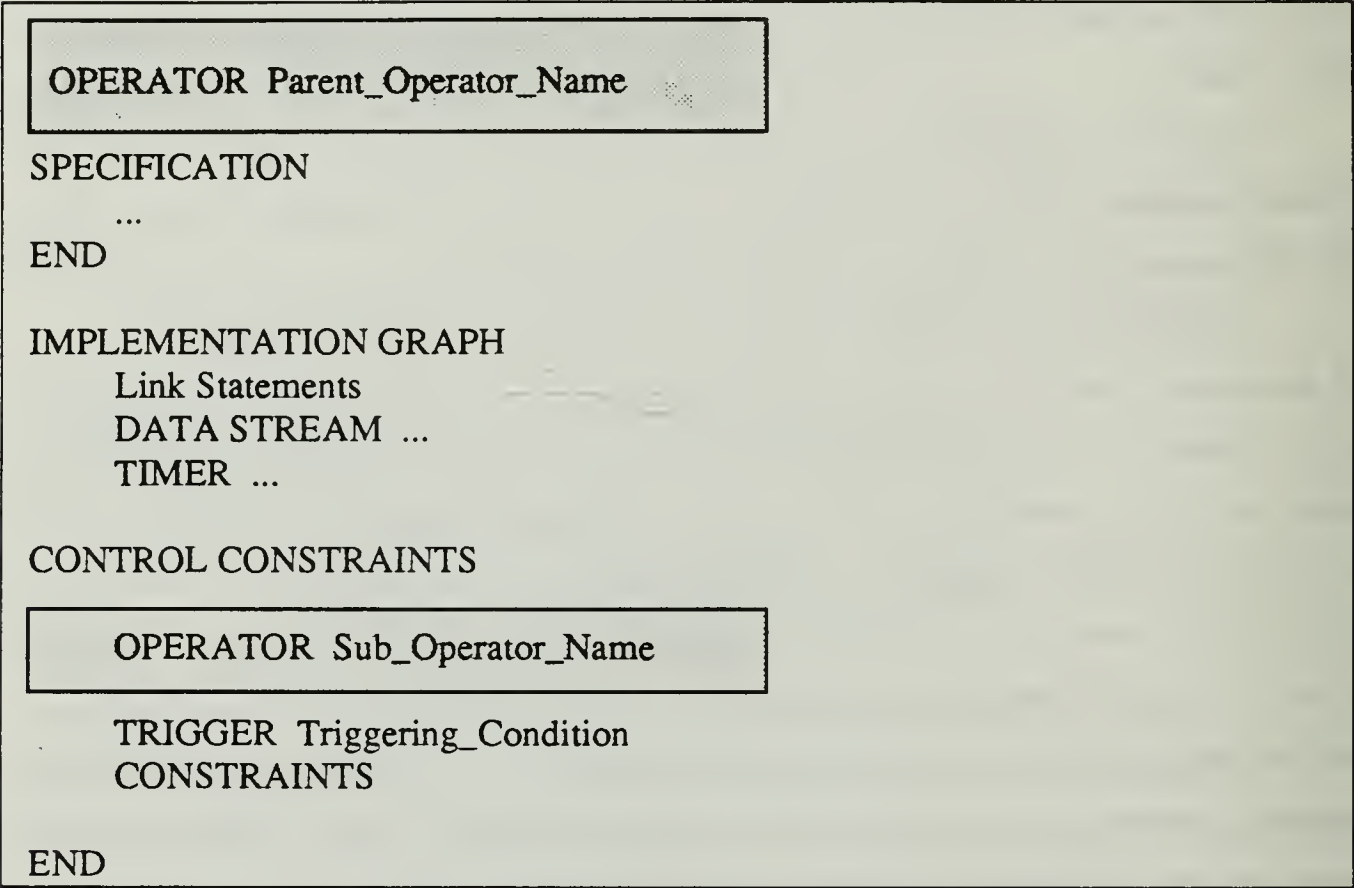 OPERATOR Parent_Operator_Name
SPECIFICATION
...
END
IMPLEMENTATION GRAPH
Link Statements
DATA STREAM ...
TIMER ...
CONTROL CONSTRAINTS
OPERATOR Sub_Operator_Name
TRIGGER Triggering_Condition
CONSTRAINTS
END